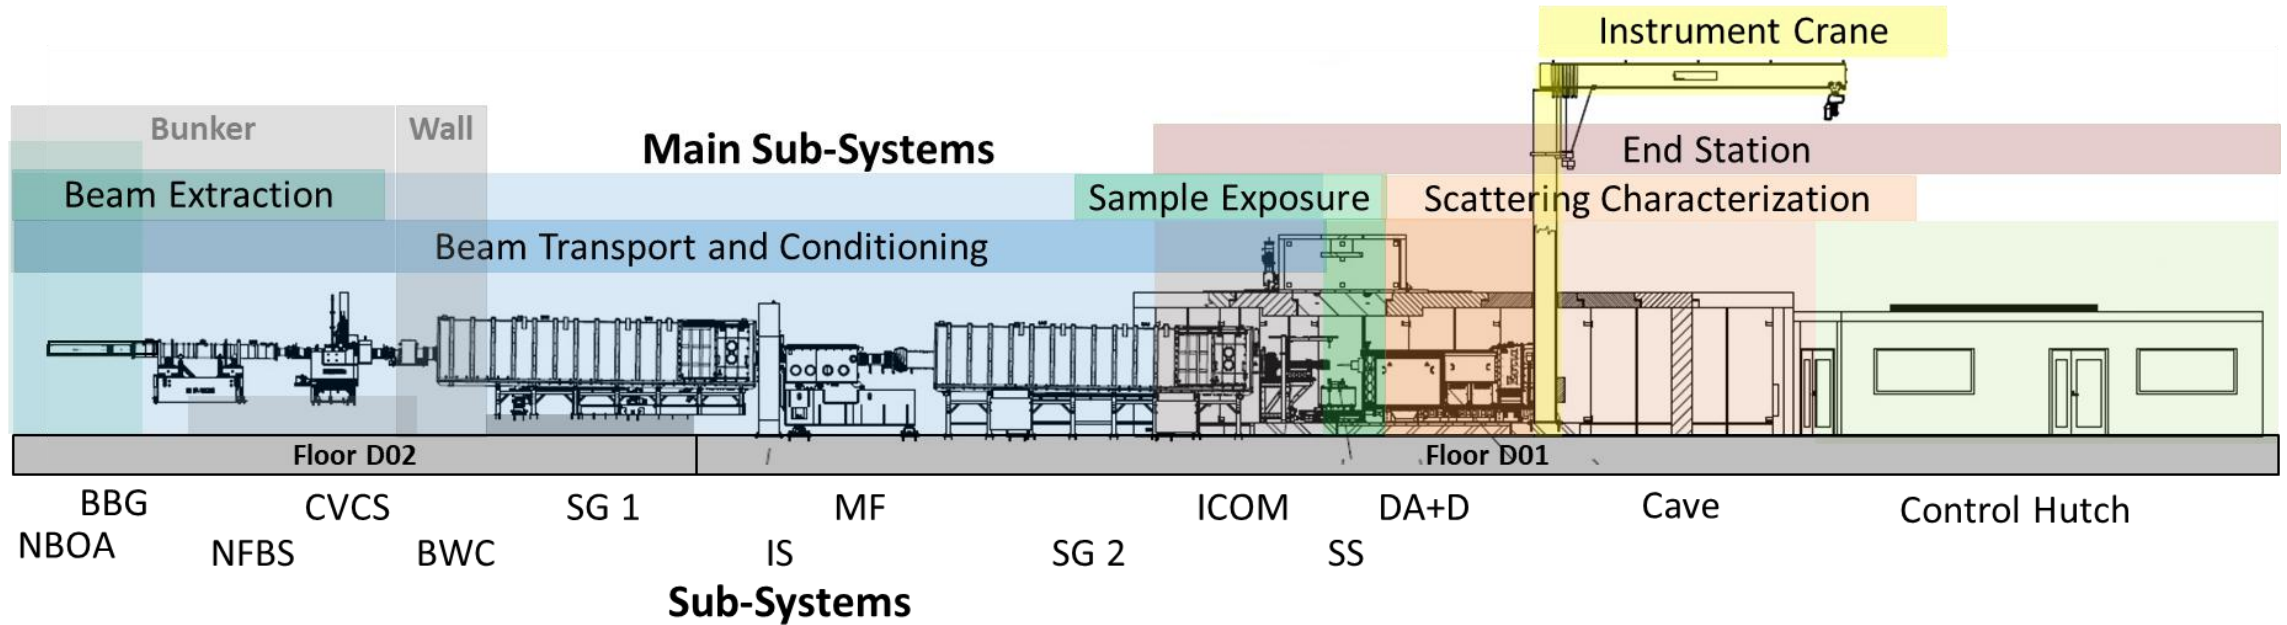 Instrument Crane
Bunker
Wall
Main Sub-Systems
End Station
Beam Extraction
Sample Exposure
Scattering Characterization
Beam Transport and Conditioning
Floor D02
Floor D01
BBG
CVCS
SG 1
MF
ICOM
DA+D
Cave
Control Hutch
NBOA
NFBS
BWC
IS
SG 2
SS
Sub-Systems